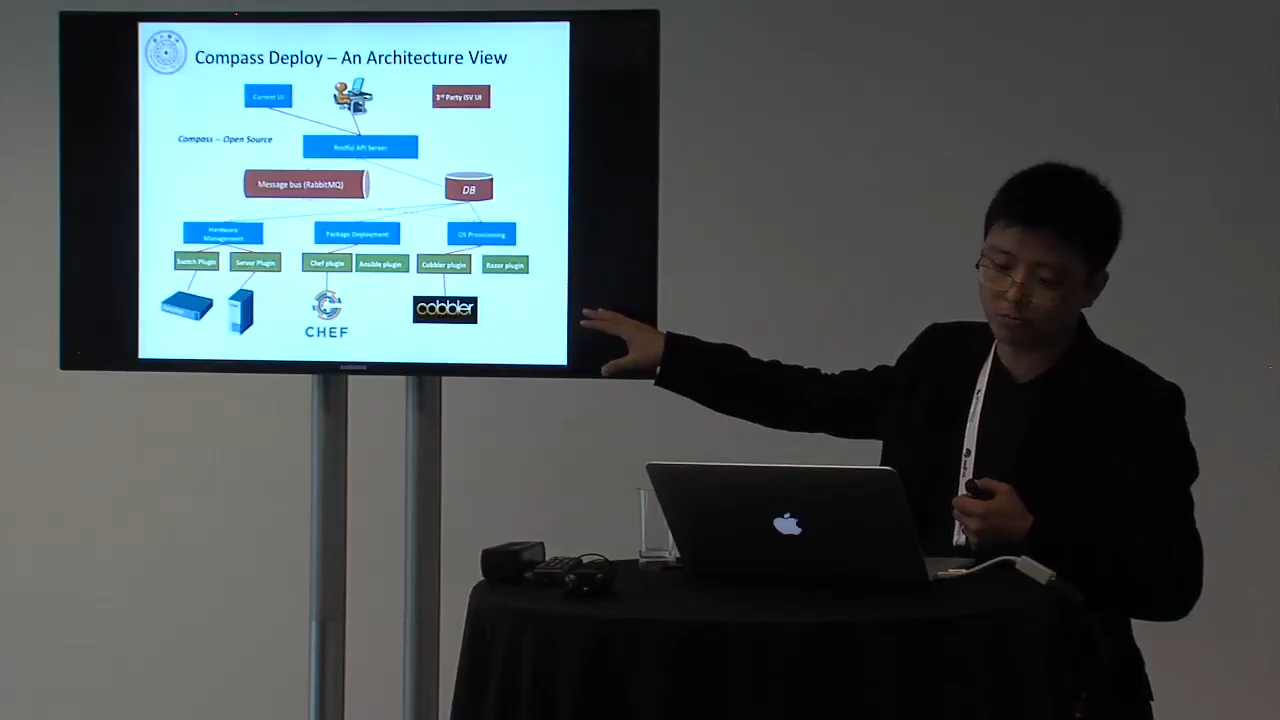 Compass Deploy – An Architecture View
Current UI
3rd Party ISV UI
Compass – Open Source
Restful API Server
Message bus (RabbitMQ)
DB
Hardware
Management
Package Deployment
OS Provisioning
Switch Plugin
Server Plugin
Chef plugin
Ansible plugin
Cobbler plugin
Razor plugin
CHEF
cobbler